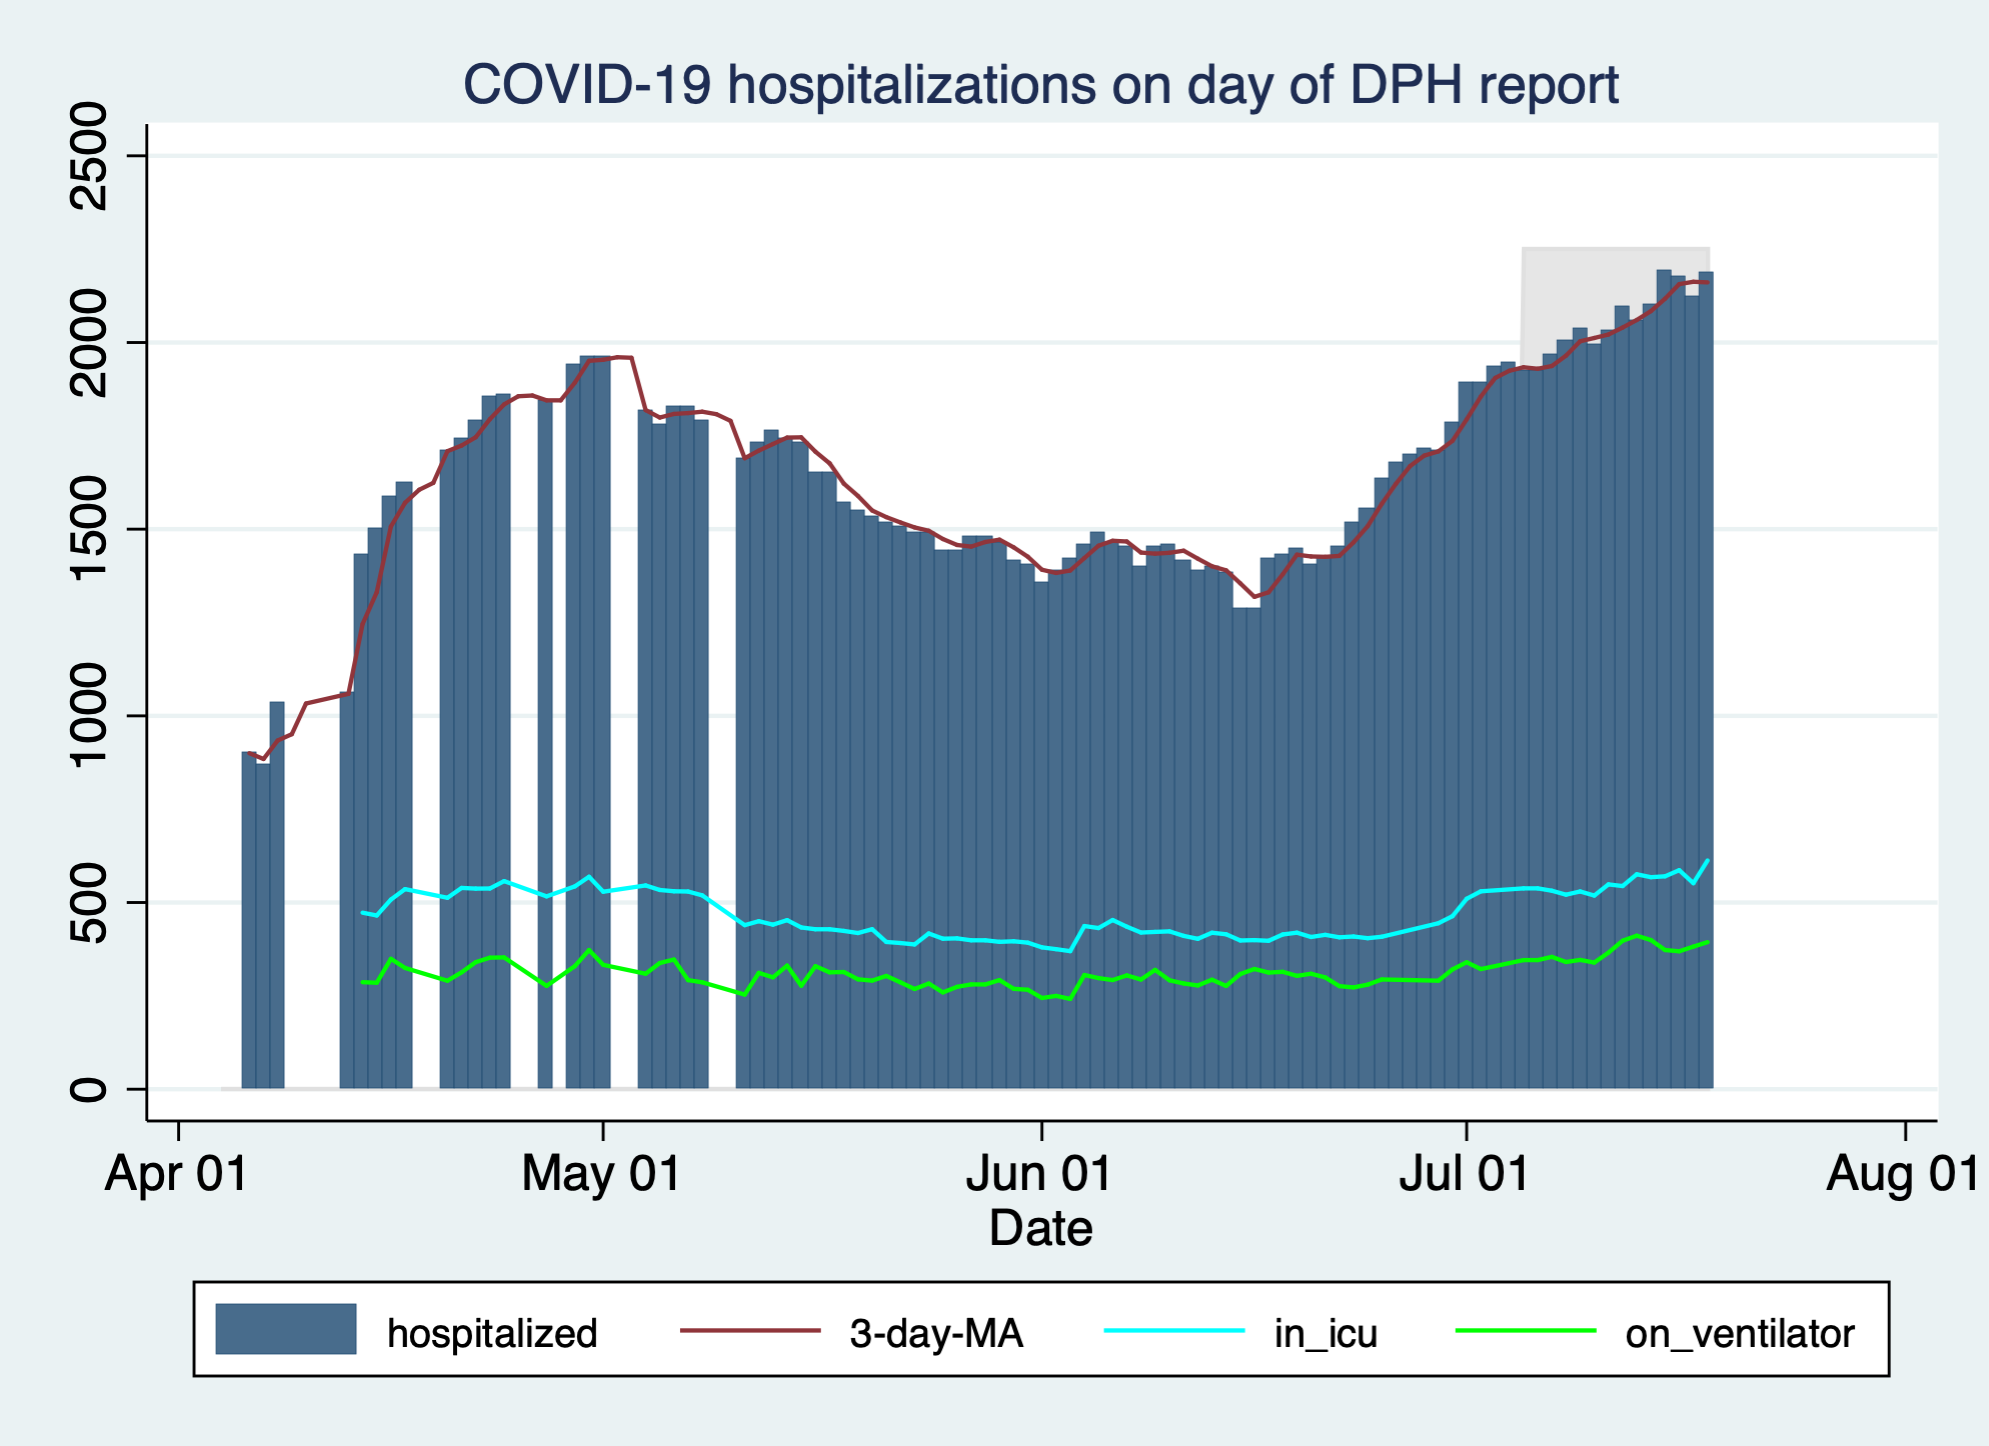 COVID-19 hospitalizations on day of DPH report
2500
2000
1500
1000
500
0
Apr 01 May 01 Jun 01 Jul 01 Aug 01
Date
hospitalized 3-day-MA in_icu on_ventilator